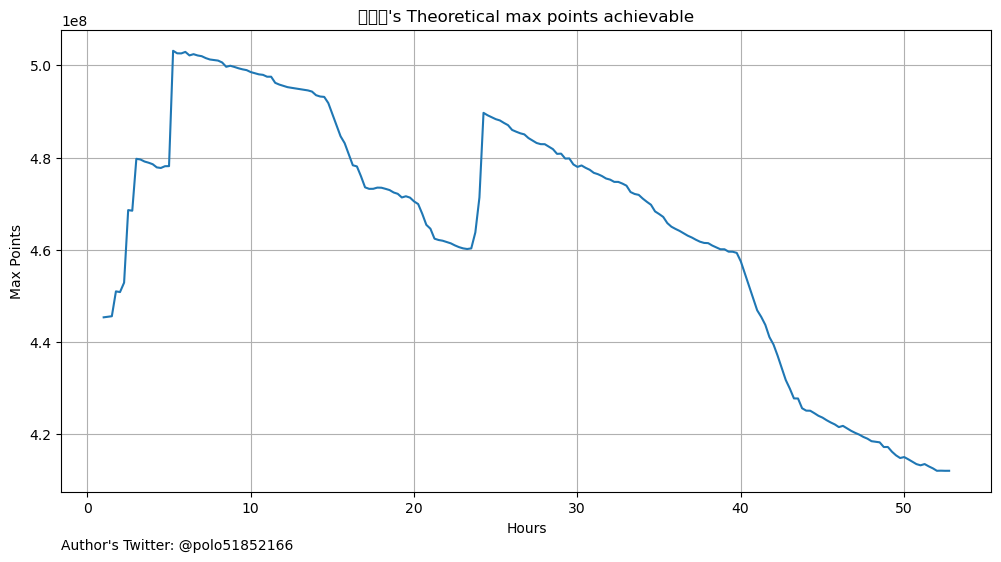 's Theoretical max points achievable
1e8
5.0
4.8
4.6
4.4
4.2
Max Points
0 10 20 30 40 50
Hours
Author's Twitter: @polo51852166